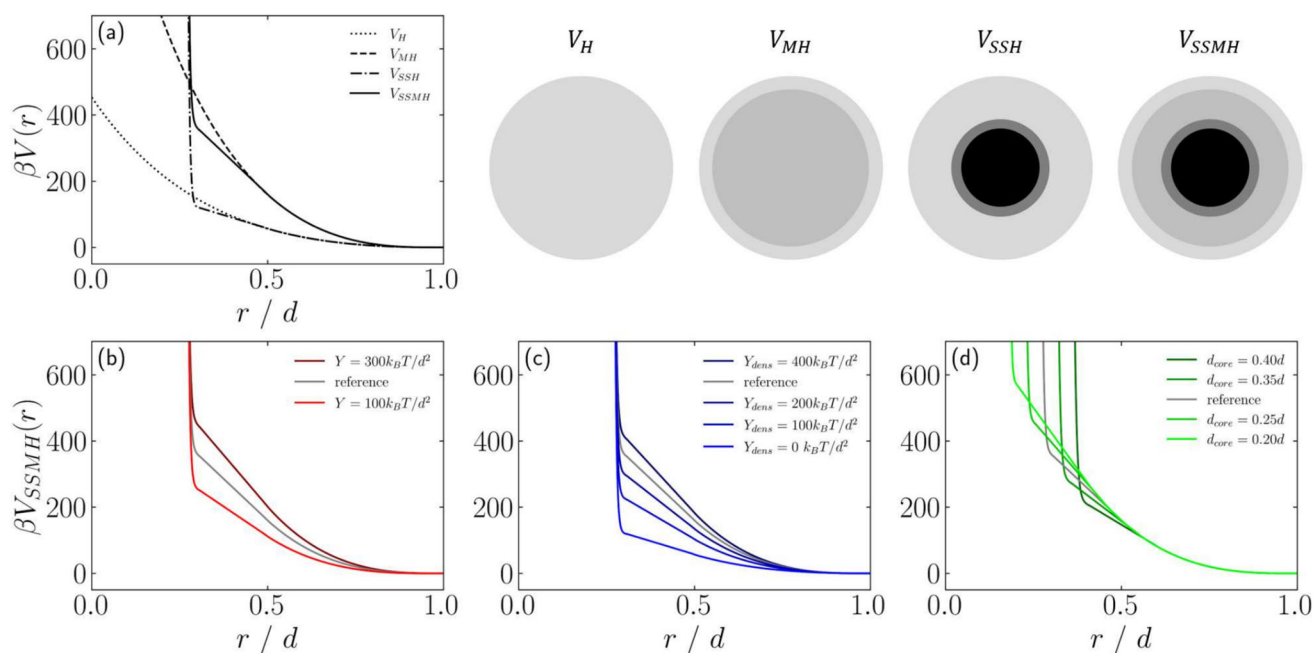 (a)
600
400
200
0
βV(r)
V_H
V_MH
V_SSH
V_SSMH
0.0 0.5 1.0
r / d
V_H V_MH V_SSH V_SSMH
(b)
600
400
200
0
βV_SSMH(r)
Y = 300k_BT/d²
reference
Y = 100k_BT/d²
0.0 0.5 1.0
r / d
(c)
600
400
200
0
Y_dens = 400k_BT/d²
reference
Y_dens = 200k_BT/d²
Y_dens = 100k_BT/d²
Y_dens = 0 k_BT/d²
0.0 0.5 1.0
r / d
(d)
600
400
200
0
d_core = 0.40d
d_core = 0.35d
reference
d_core = 0.25d
d_core = 0.20d
0.0 0.5 1.0
r / d